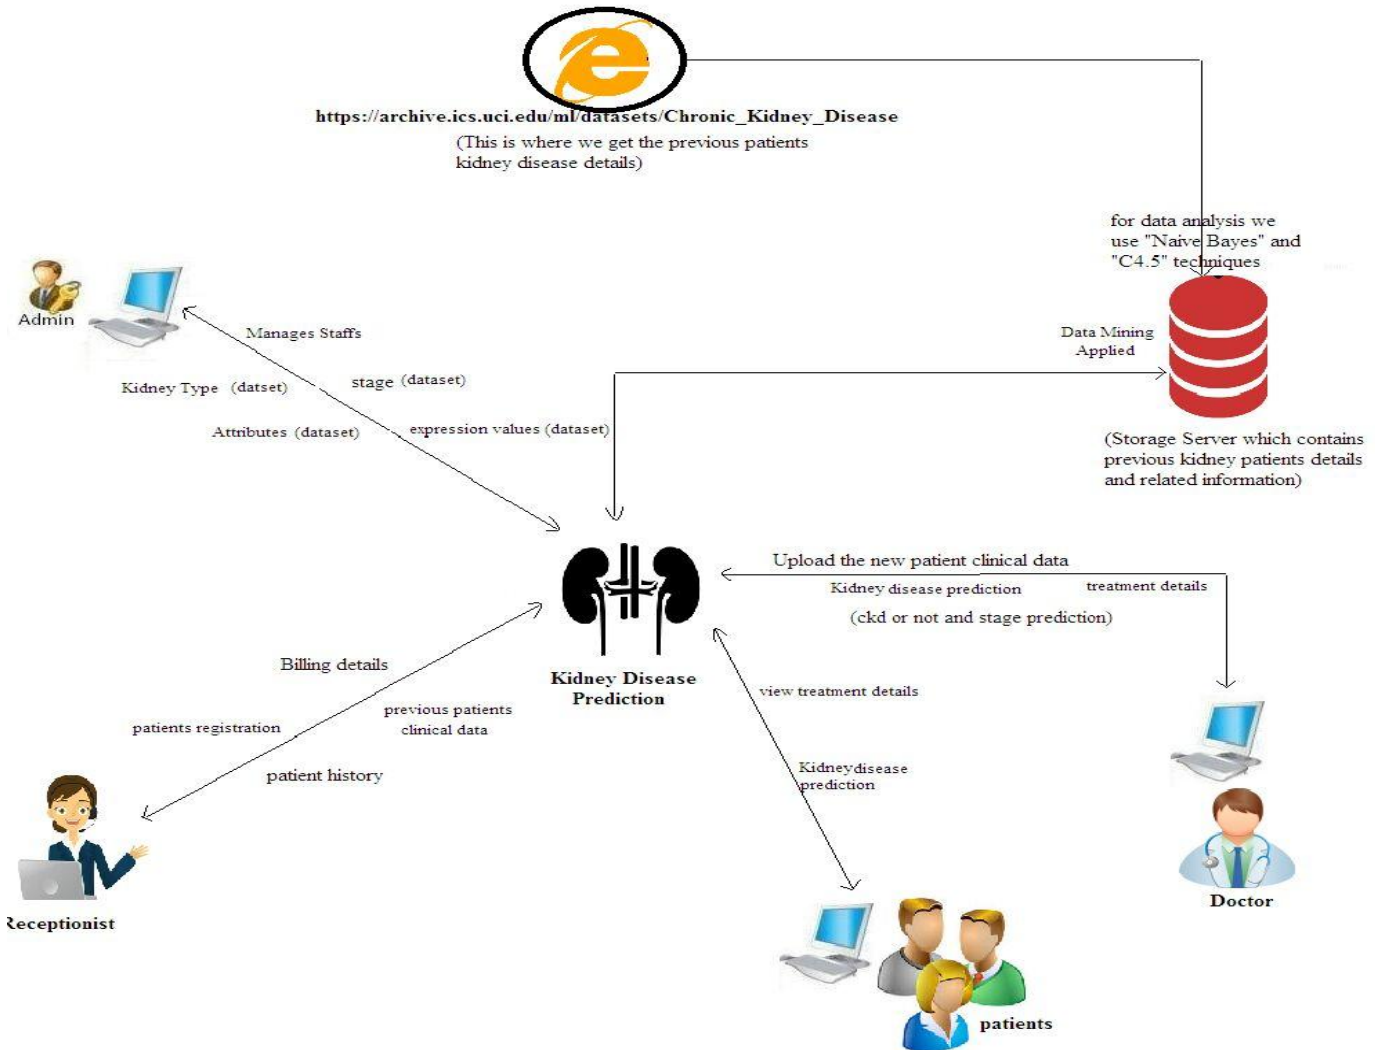 https://archive.ics.uci.edu/ml/datasets/Chronic_Kidney_Disease
(This is where we get the previous patients
kidney disease details)
for data analysis we
use "Naive Bayes" and
"C4.5" techniques
Admin
Manages Staffs
Kidney Type (datset)
stage (dataset)
Attributes (dataset)
expression values (dataset)
Data Mining
Applied
(Storage Server which contains
previous kidney patients details
and related information)
Kidney Disease
Prediction
Upload the new patient clinical data
Kidney disease prediction
treatment details
(ckd or not and stage prediction)
Billing details
patients registration
previous patients
clinical data
patient history
Receptionist
view treatment details
Kidney disease
prediction
patients
Doctor